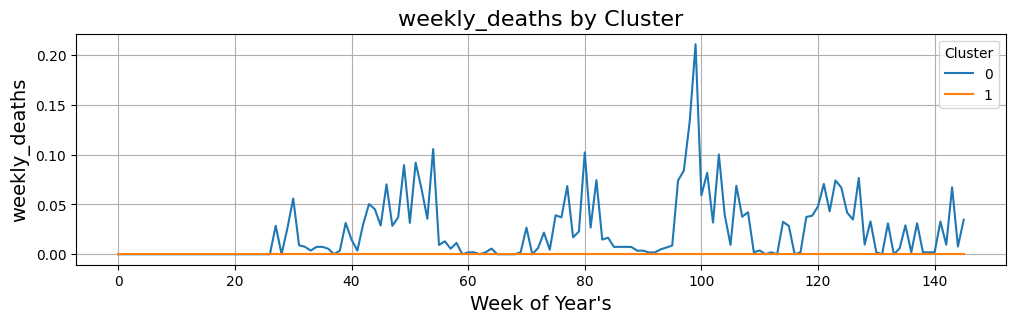 weekly_deaths by Cluster
weekly_deaths
0.20
0.15
0.10
0.05
0.00
Cluster
0
1
0 20 40 60 80 100 120 140
Week of Year's